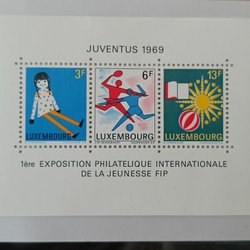 JUVENTUS 1969
3F
LUXEMBOURG
6F
LUXEMBOURG
13F
LUXEMBOURG
1ère EXPOSITION PHILATELIQUE INTERNATIONALE
DE LA JEUNESSE FIP